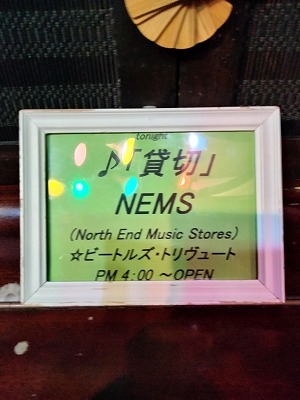 tonight
♪「貸切」
NEMS
(North End Music Stores)
☆ビートルズ・トリヴュート
PM 4:00 ～OPEN